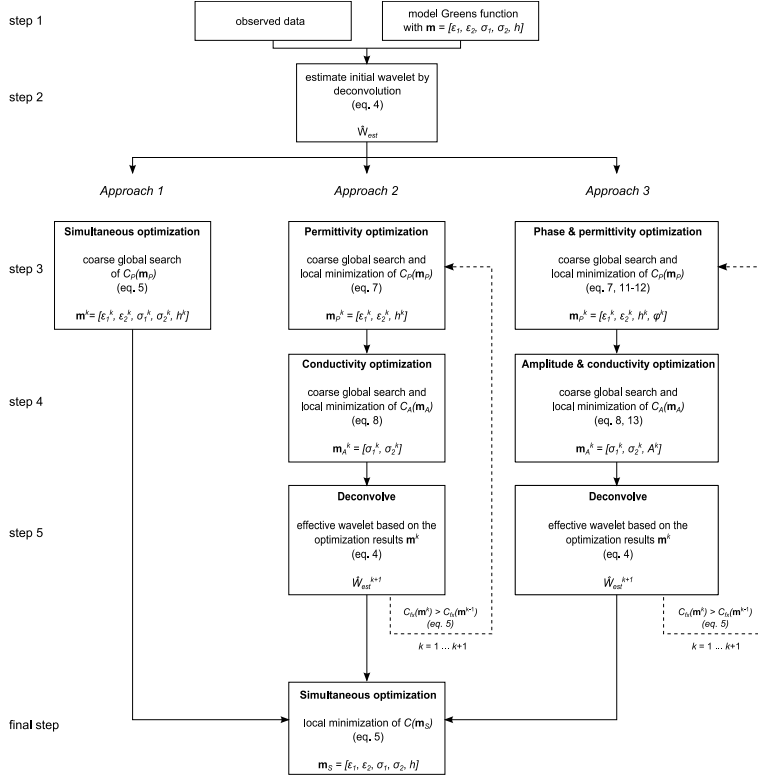 step 1
observed data
model Greens function
with m = [ε₁, ε₂, σ₁, σ₂, h]
step 2
estimate initial wavelet by
deconvolution
(eq. 4)
Ŵest
Approach 1
Approach 2
Approach 3
step 3
Simultaneous optimization
coarse global search
of CP(mP)
(eq. 5)
mᵏ= [ε₁ᵏ, ε₂ᵏ, σ₁ᵏ, σ₂ᵏ, hᵏ]
Permittivity optimization
coarse global search and
local minimization of CP(mP)
(eq. 7)
mPᵏ = [ε₁ᵏ, ε₂ᵏ, hᵏ]
Phase & permittivity optimization
coarse global search and
local minimization of CP(mP)
(eq. 7, 11-12)
mPᵏ = [ε₁ᵏ, ε₂ᵏ, hᵏ, φᵏ]
step 4
Conductivity optimization
coarse global search and
local minimization of CA(mA)
(eq. 8)
mAᵏ = [σ₁ᵏ, σ₂ᵏ]
Amplitude & conductivity optimization
coarse global search and
local minimization of CA(mA)
(eq. 8, 13)
mAᵏ = [σ₁ᵏ, σ₂ᵏ, Aᵏ]
step 5
Deconvolve
effective wavelet based on the
optimization results mᵏ
(eq. 4)
Ŵestᵏ⁺¹
Deconvolve
effective wavelet based on the
optimization results mᵏ
(eq. 4)
Ŵestᵏ⁺¹
Cfx(mᵏ) > Cfx(mᵏ⁻¹)
(eq. 5)
k = 1 ... k+1
Cfx(mᵏ) > Cfx(mᵏ⁻¹)
(eq. 5)
k = 1 ... k+1
final step
Simultaneous optimization
local minimization of C(mS)
(eq. 5)
mS = [ε₁, ε₂, σ₁, σ₂, h]